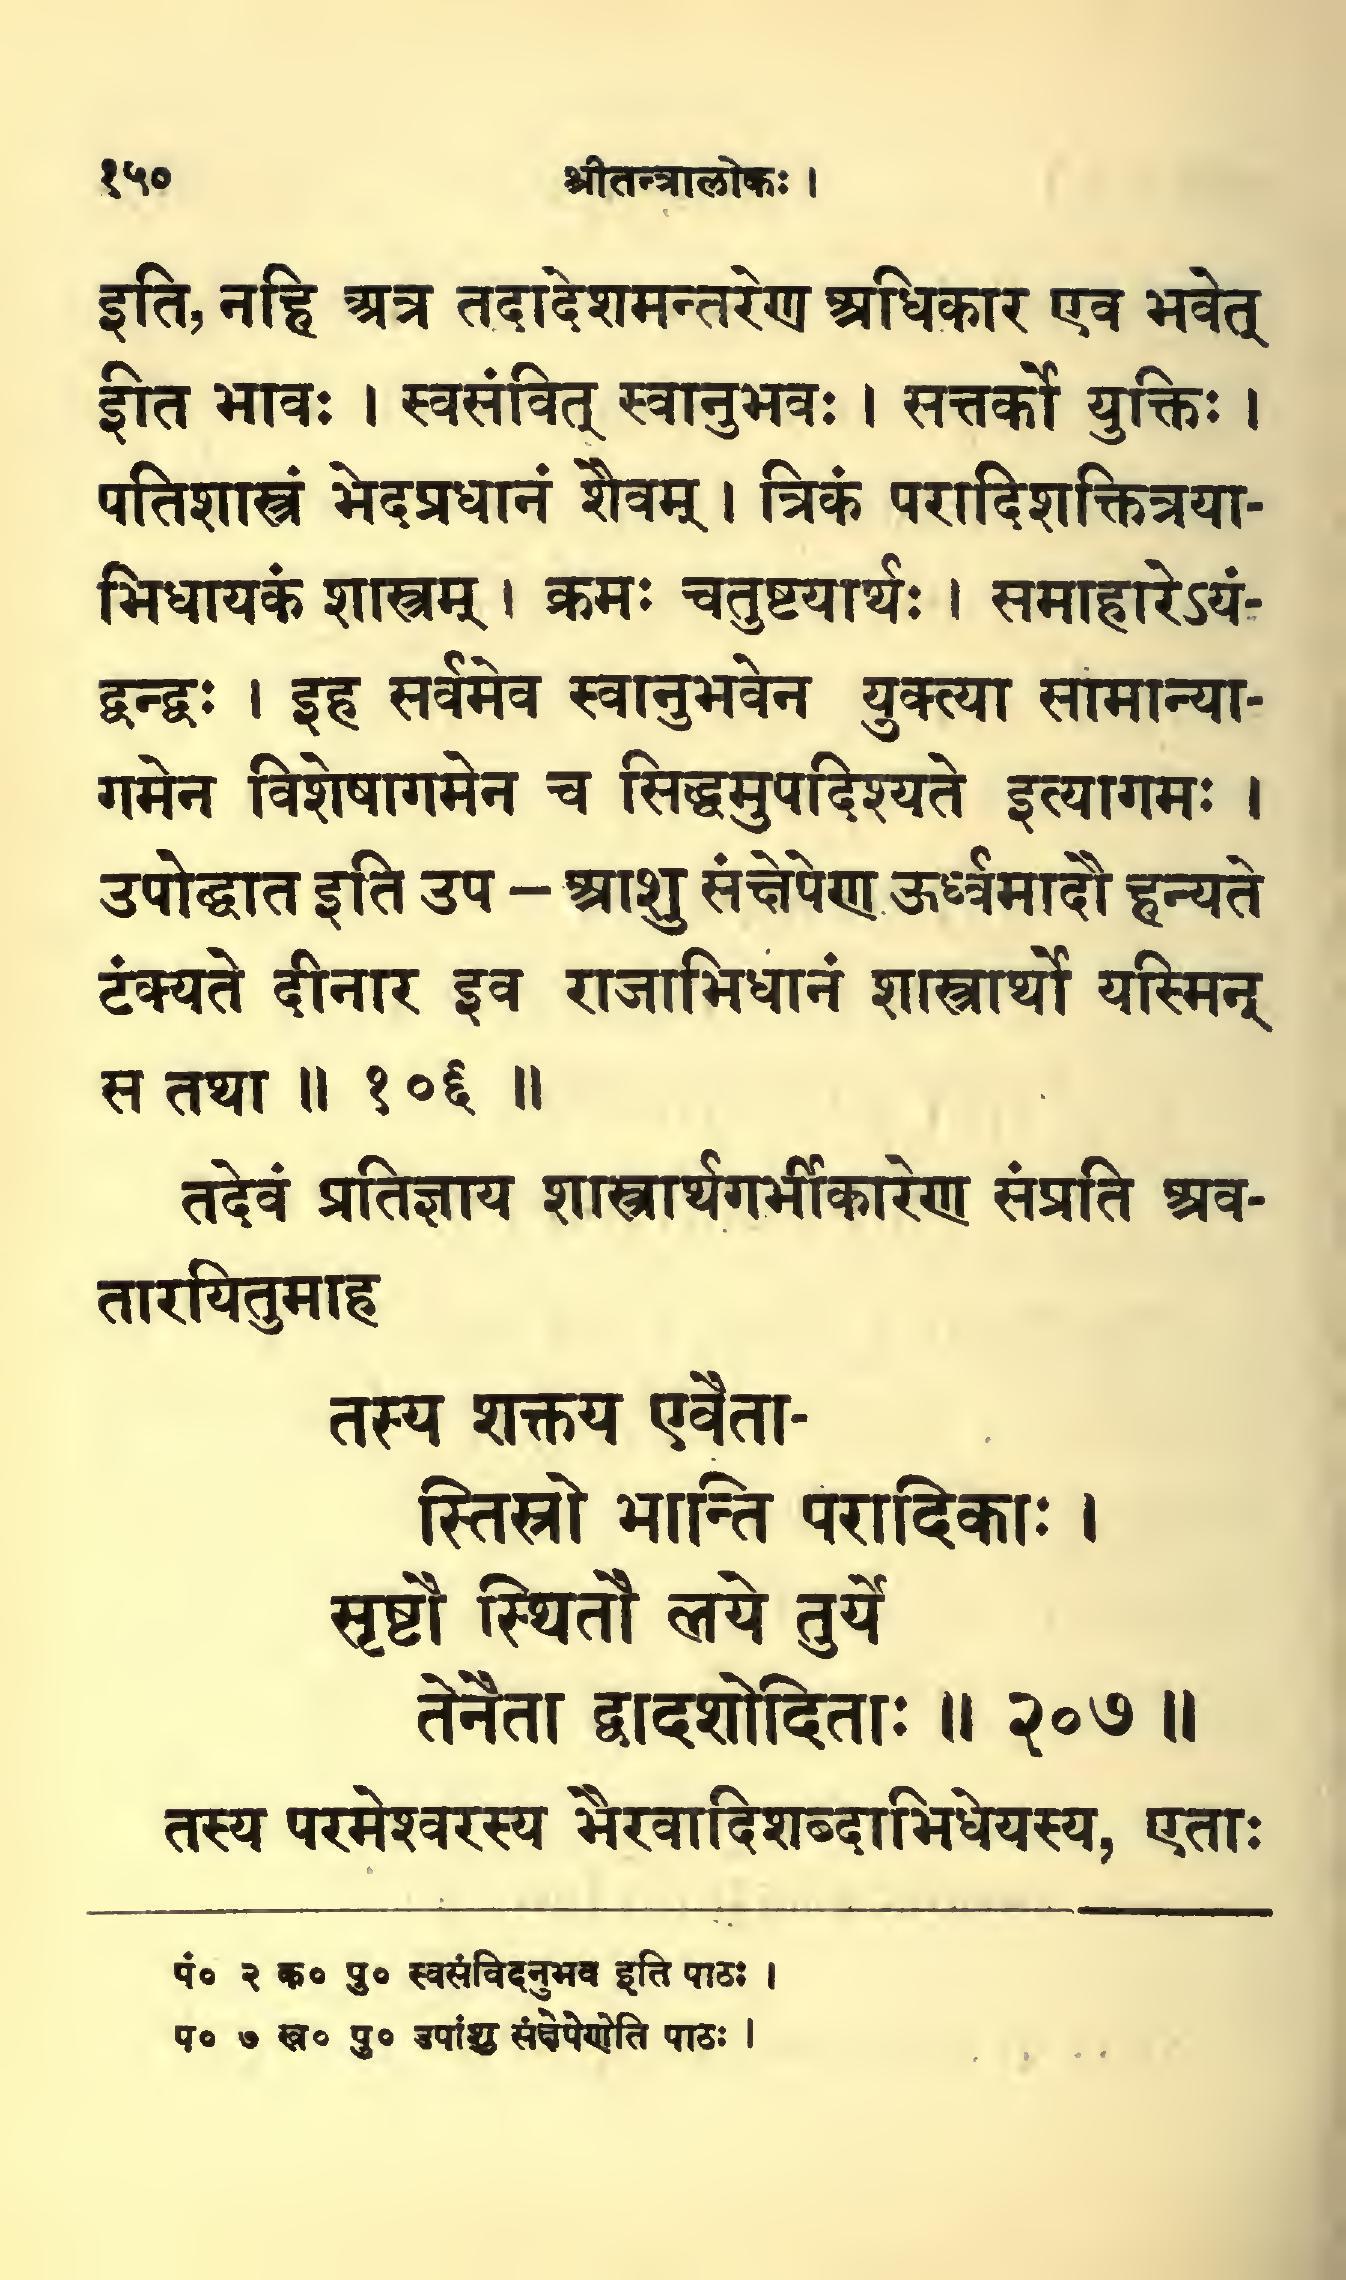 १५०
श्रीतन्त्रालोकः ।
इति, नहि अत्र तदादेशमन्तरेण अधिकार एव भवेत्
ईति भावः । स्वसंवित् स्वानुभवः । सत्तर्को युक्तिः ।
पतिशास्त्रं भेदप्रधानं शैवम् । त्रिकं परादिशक्तित्रया-
भिधायकं शास्त्रम् । क्रमः चतुष्टयार्थः । समाहारेऽयं-
द्वन्द्वः । इह सर्वमेव स्वानुभवेन युक्त्या सामान्या-
गमेन विशेषागमेन च सिद्धमुपदिश्यते इत्यागमः ।
उपोद्घात इति उप – आशु संक्षेपेण ऊर्ध्वमादौ हन्यते
टंक्यते दीनार इव राजाभिधानं शास्त्रार्थो यस्मिन्
स तथा ॥ १०६ ॥
तदेवं प्रतिज्ञाय शास्त्रार्थगर्भीकारेण संप्रति अव-
तारयितुमाह
तस्य शक्तय एवैता-
स्तिस्रो भान्ति परादिकाः ।
सृष्टौ स्थितौ लये तुर्ये
तेनैता द्वादशोदिताः ॥ २०७ ॥
तस्य परमेश्वरस्य भैरवादिशब्दाभिधेयस्य, एताः
पं० २ क० पु० स्वसंविदनुभव इति पाठः ।
प० ७ ख० पु० उपांशु संक्षेपेणेति पाठः ।